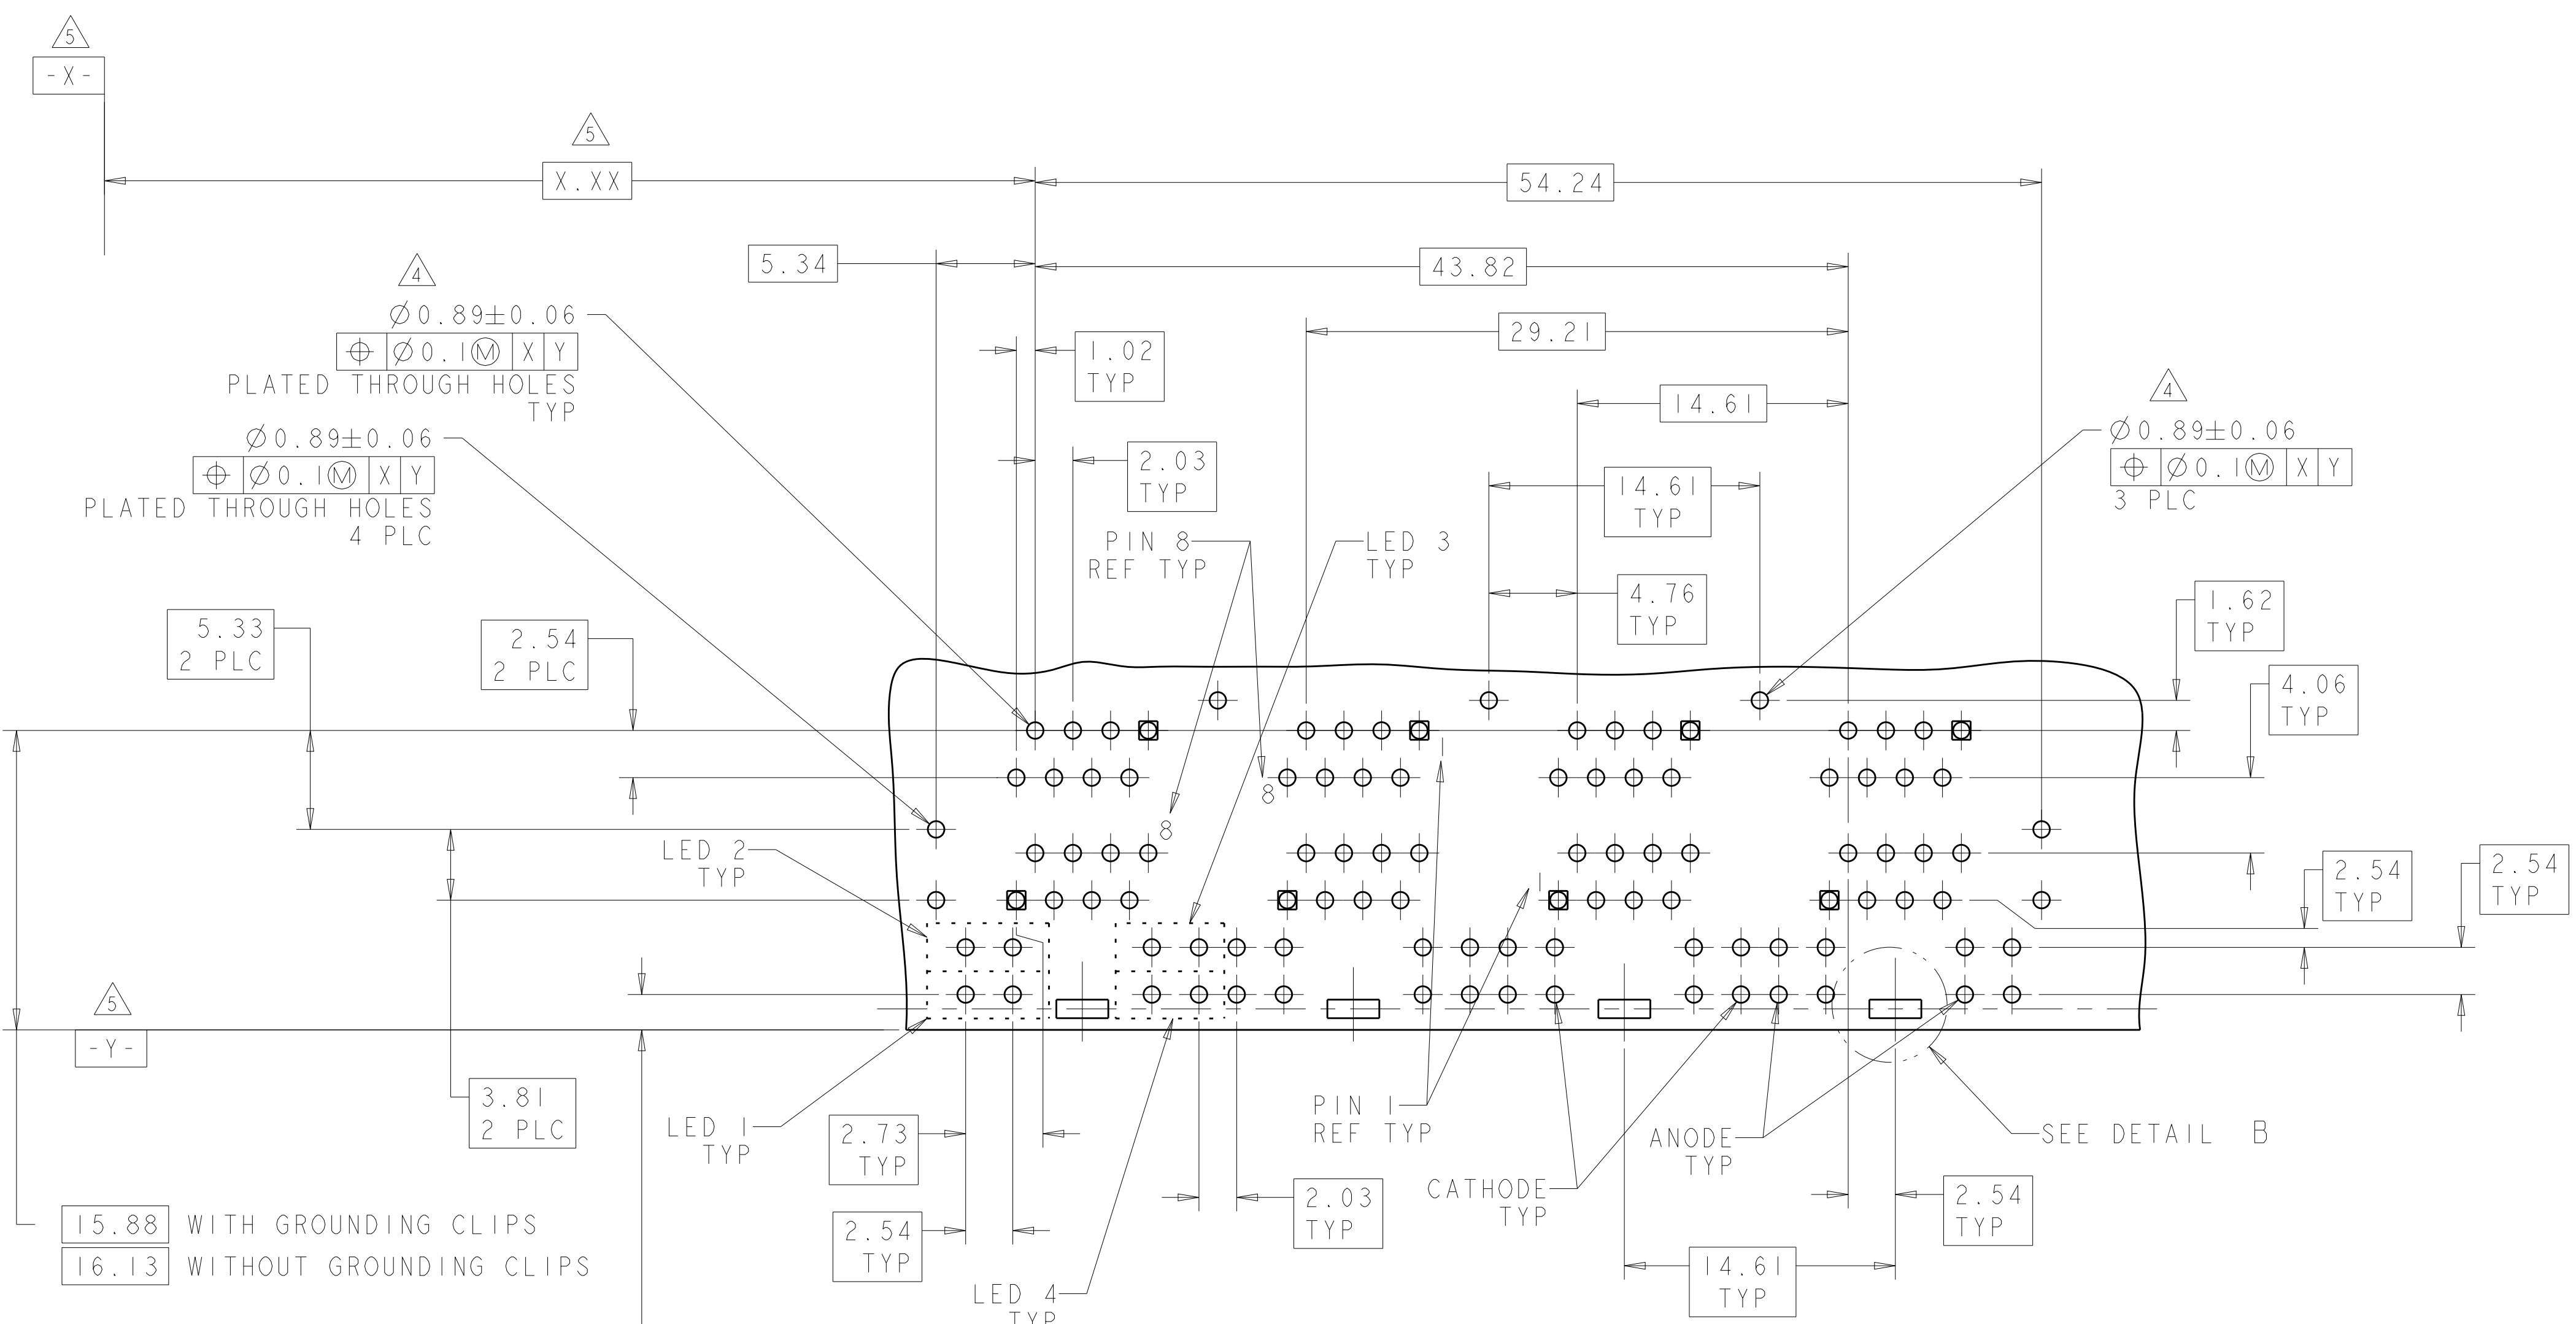 5
-X-
5
X.XX
54.24
5.34
43.82
4
Ø0.89±0.06
⌖ Ø0.1Ⓜ X Y
PLATED THROUGH HOLES
TYP
29.21
1.02
TYP
14.61
4
Ø0.89±0.06
⌖ Ø0.1Ⓜ X Y
3 PLC
Ø0.89±0.06
⌖ Ø0.1Ⓜ X Y
PLATED THROUGH HOLES
4 PLC
2.03
TYP
14.61
TYP
PIN 8
REF TYP
LED 3
TYP
4.76
TYP
1.62
TYP
5.33
2 PLC
2.54
2 PLC
4.06
TYP
1
8
8
LED 2
TYP
1
2.54
TYP
2.54
TYP
5
-Y-
3.81
2 PLC
LED 1
TYP
2.73
TYP
PIN 1
REF TYP
ANODE
TYP
SEE DETAIL B
CATHODE
TYP
2.03
TYP
2.54
TYP
15.88 WITH GROUNDING CLIPS
16.13 WITHOUT GROUNDING CLIPS
2.54
TYP
14.61
TYP
LED 4
TYP